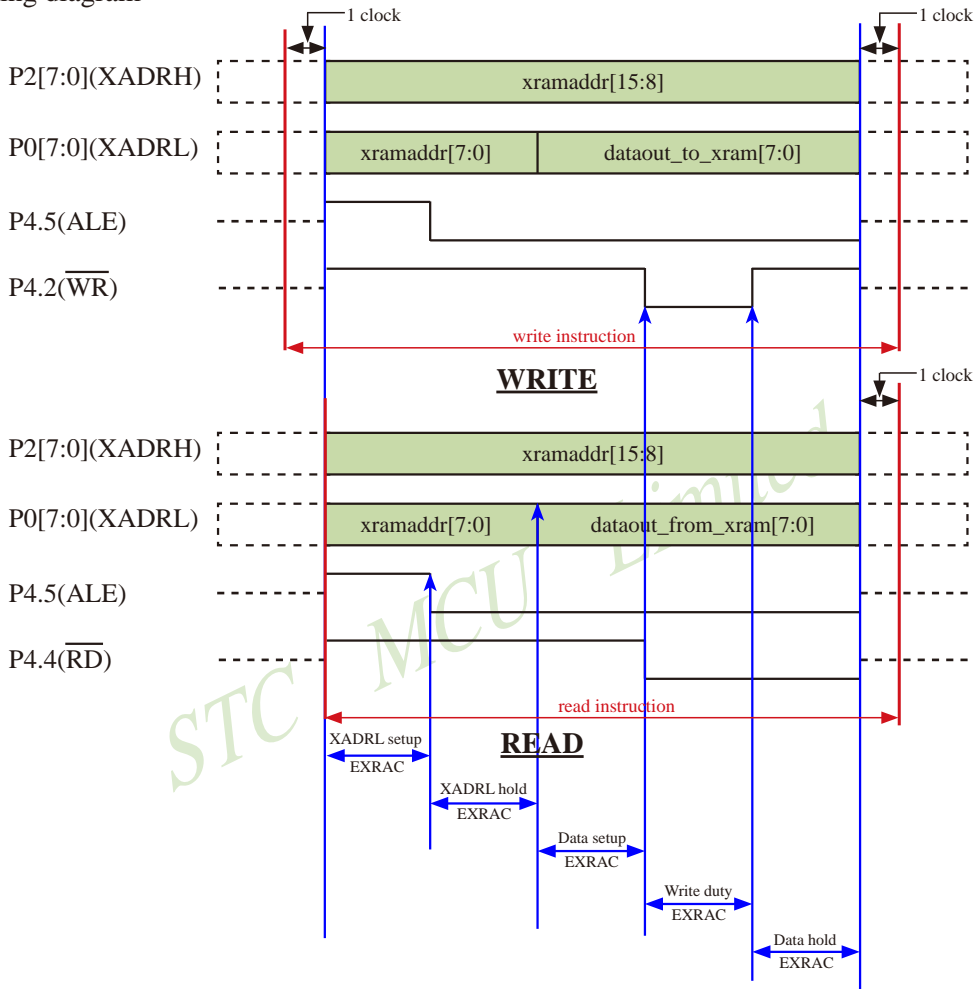 ing diagram
1 clock
1 clock
P2[7:0](XADRH)
xramaddr[15:8]
P0[7:0](XADRL)
xramaddr[7:0]
dataout_to_xram[7:0]
P4.5(ALE)
P4.2(W̅R̅)
write instruction
WRITE
1 clock
P2[7:0](XADRH)
xramaddr[15:8]
P0[7:0](XADRL)
xramaddr[7:0]
dataout_from_xram[7:0]
P4.5(ALE)
P4.4(R̅D̅)
STC MCU Limited
read instruction
READ
XADRL setup
EXRAC
XADRL hold
EXRAC
Data setup
EXRAC
Write duty
EXRAC
Data hold
EXRAC